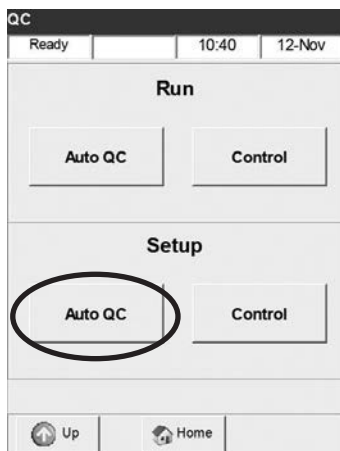 QC
Ready 10:40 12-Nov
Run
Auto QC Control
Setup
Auto QC Control
Up Home